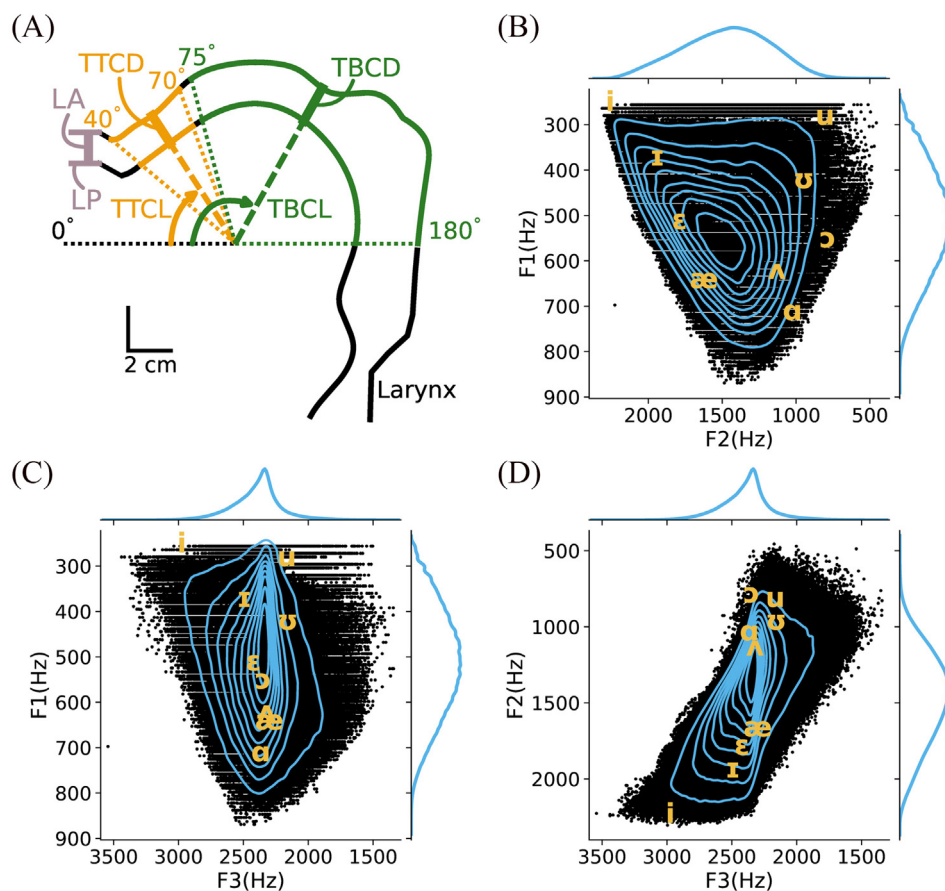 (A)
TTCD
75°
70°
LA
40°
TBCD
LP
TTCL
TBCL
0°
180°
2 cm
Larynx
(B)
i
u
ɪ
ʊ
ɛ
ɔ
æ
ʌ
ɑ
300
400
500
600
700
800
900
F1(Hz)
2000 1500 1000 500
F2(Hz)
(C)
i
u
ɪ
ʊ
ɛ
ɔ
ʌ
æ
ɑ
300
400
500
600
700
800
900
F1(Hz)
3500 3000 2500 2000 1500
F3(Hz)
(D)
ɔ
u
ɑ
ʊ
ʌ
æ
ɛ
ɪ
i
500
1000
1500
2000
F2(Hz)
3500 3000 2500 2000 1500
F3(Hz)